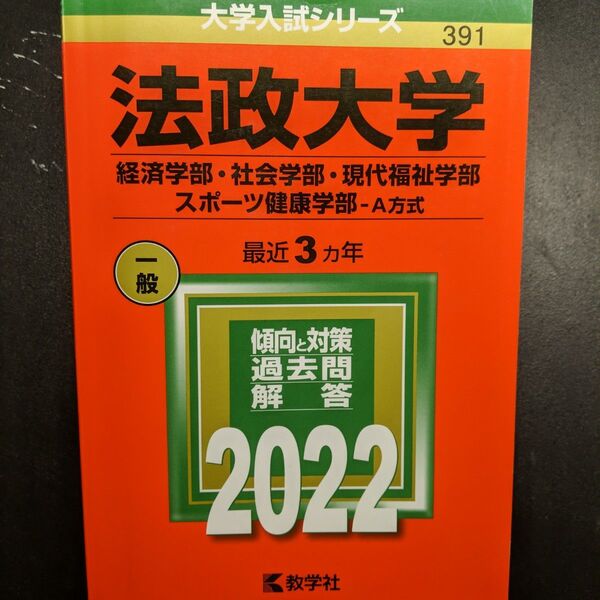 大学入試シリーズ
391
法政大学
経済学部・社会学部・現代福祉学部
スポーツ健康学部-A方式
最近3カ年
一般
傾向と対策
過去問
解答
2022
教学社